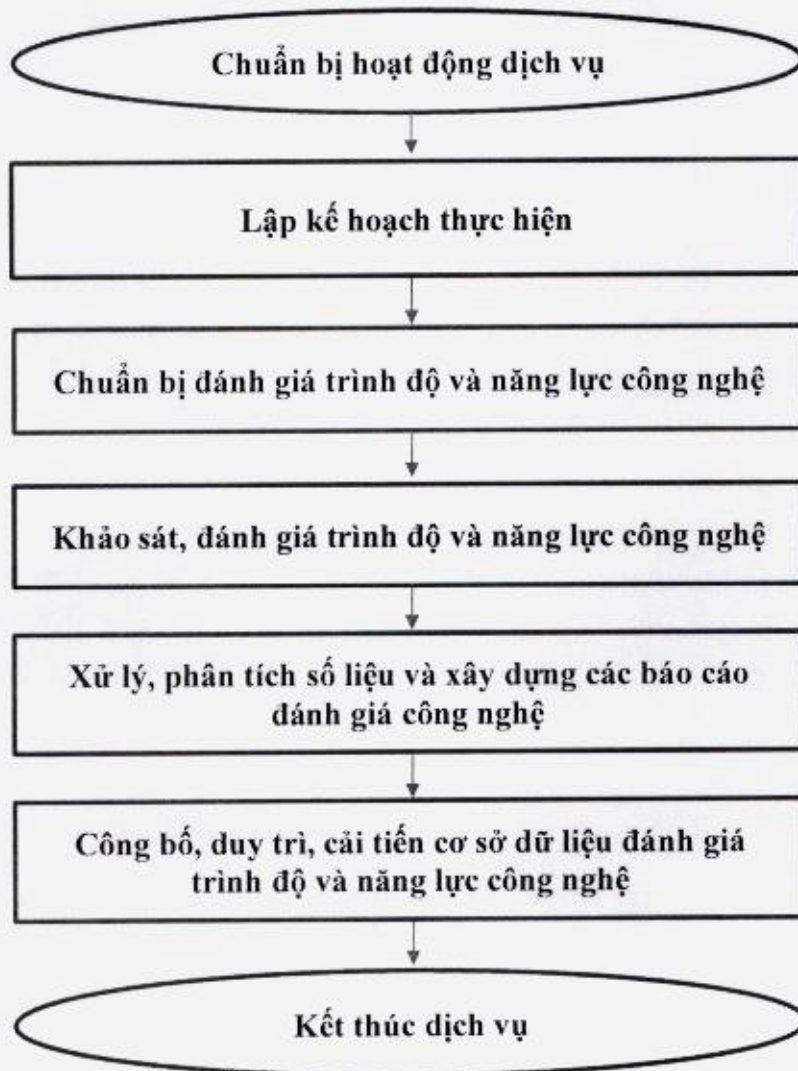 Chuẩn bị hoạt động dịch vụ
Lập kế hoạch thực hiện
Chuẩn bị đánh giá trình độ và năng lực công nghệ
Khảo sát, đánh giá trình độ và năng lực công nghệ
Xử lý, phân tích số liệu và xây dựng các báo cáo
đánh giá công nghệ
Công bố, duy trì, cải tiến cơ sở dữ liệu đánh giá
trình độ và năng lực công nghệ
Kết thúc dịch vụ